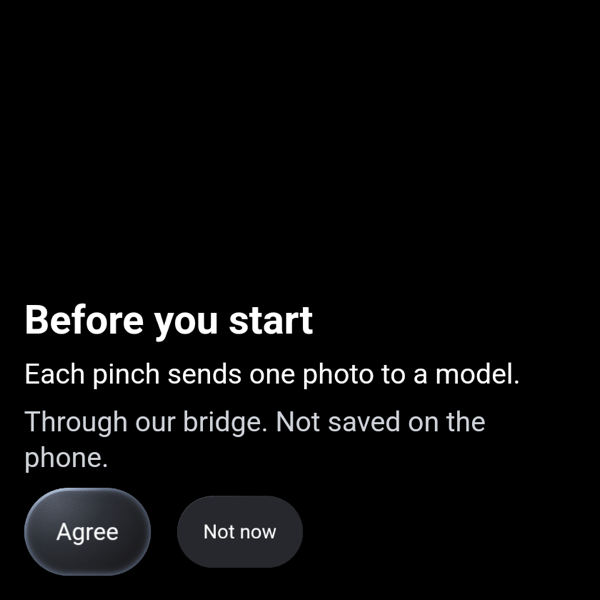 Before you start
Each pinch sends one photo to a model.
Through our bridge. Not saved on the
phone.
Agree
Not now